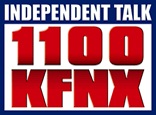 INDEPENDENT TALK
1100
KFNX